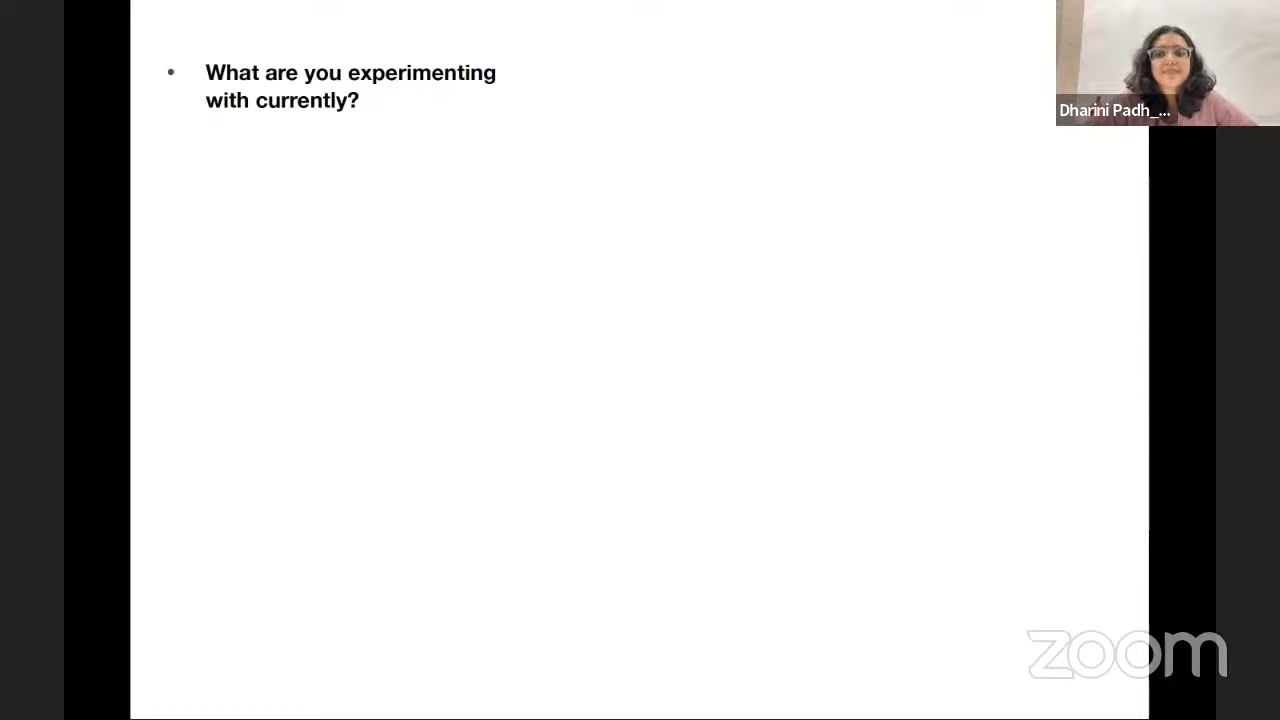 • What are you experimenting
with currently?
Dharini Padh_...
zoom